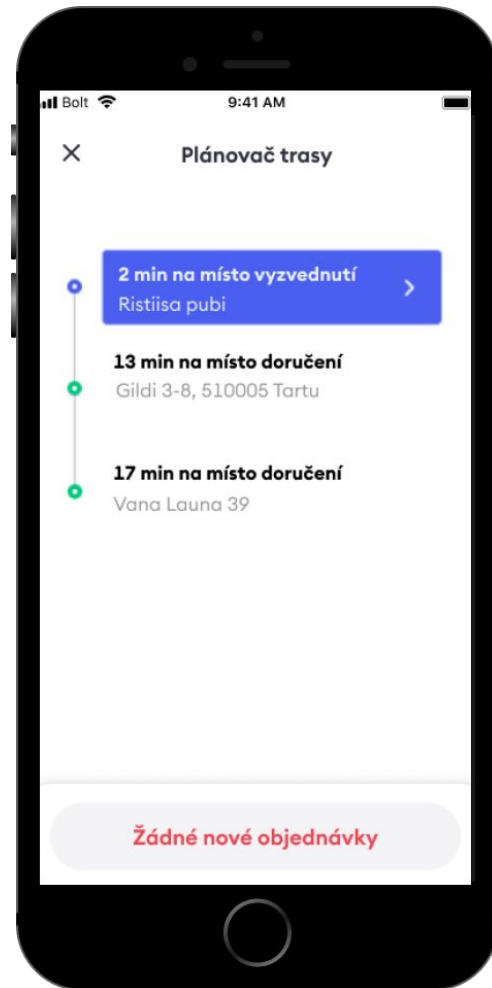 Bolt
9:41 AM
Plánovač trasy
2 min na místo vyzvednutí
Ristiisa pubi
13 min na místo doručení
Gildi 3-8, 510005 Tartu
17 min na místo doručení
Vana Launa 39
Žádné nové objednávky